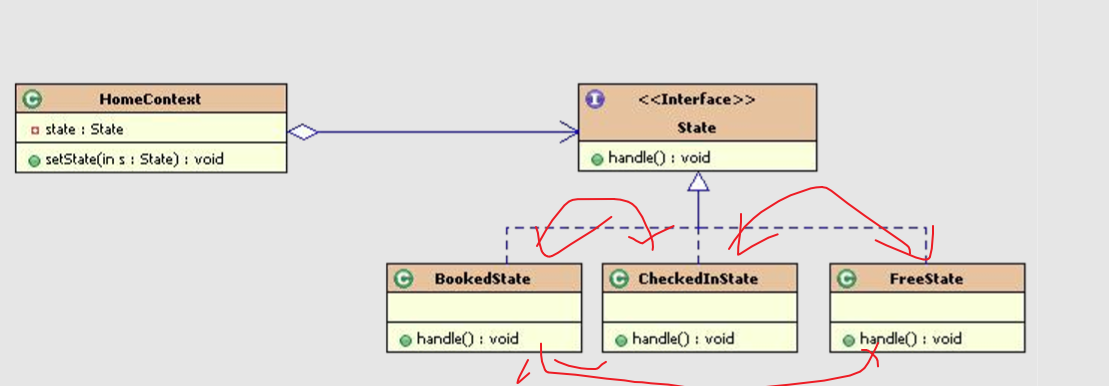 HomeContext
state : State
setState(in s : State) : void
<<Interface>>
State
handle() : void
BookedState
handle() : void
CheckedInState
handle() : void
FreeState
handle() : void